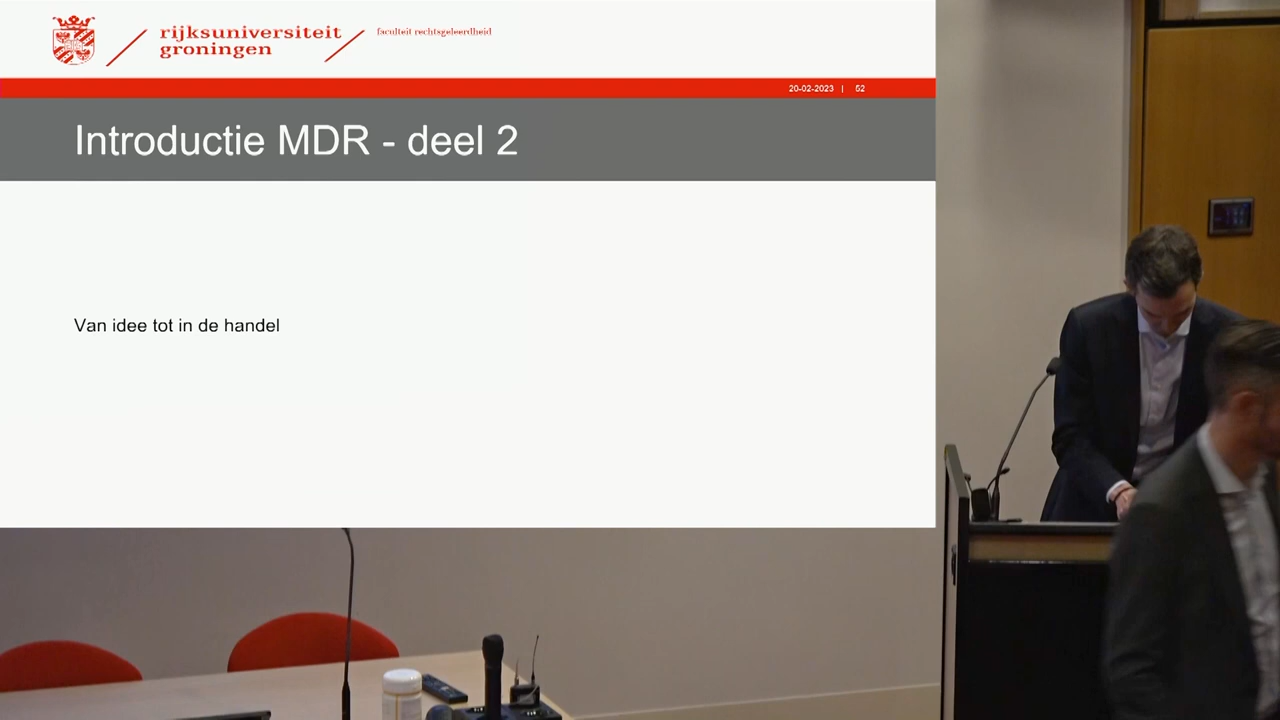 rijksuniversiteit
groningen
faculteit rechtsgeleerdheid
20-02-2023 | 52
Introductie MDR - deel 2
Van idee tot in de handel